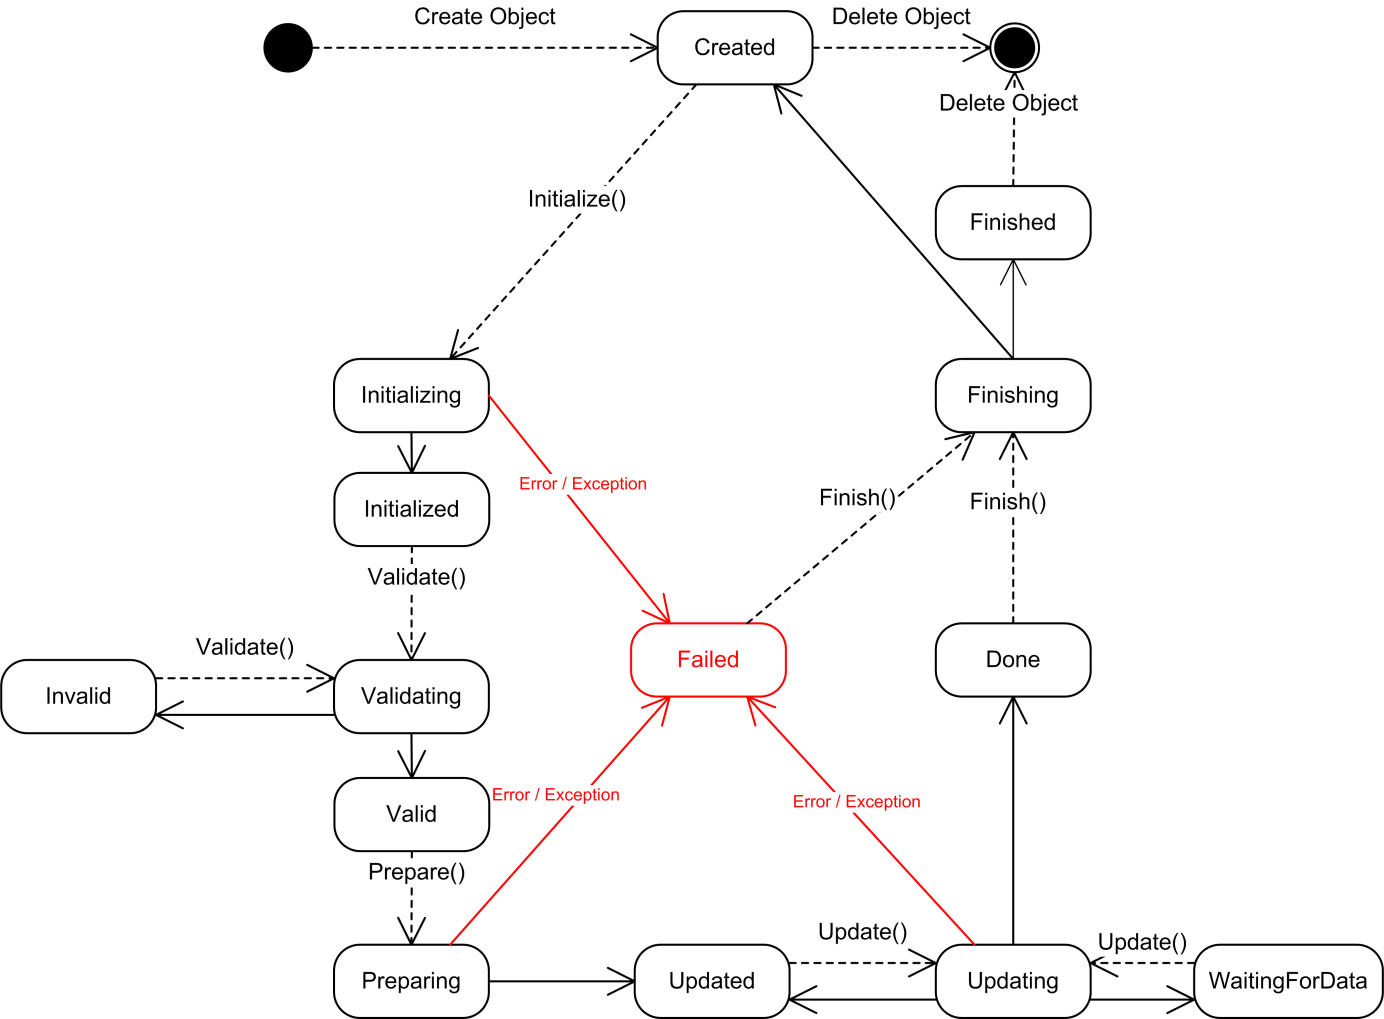 Create Object
Delete Object
Created
Delete Object
Initialize()
Finished
Initializing
Finishing
Error / Exception
Finish()
Finish()
Initialized
Validate()
Validate()
Failed
Done
Invalid
Validating
Error / Exception
Error / Exception
Valid
Prepare()
Update()
Update()
Preparing
Updated
Updating
WaitingForData